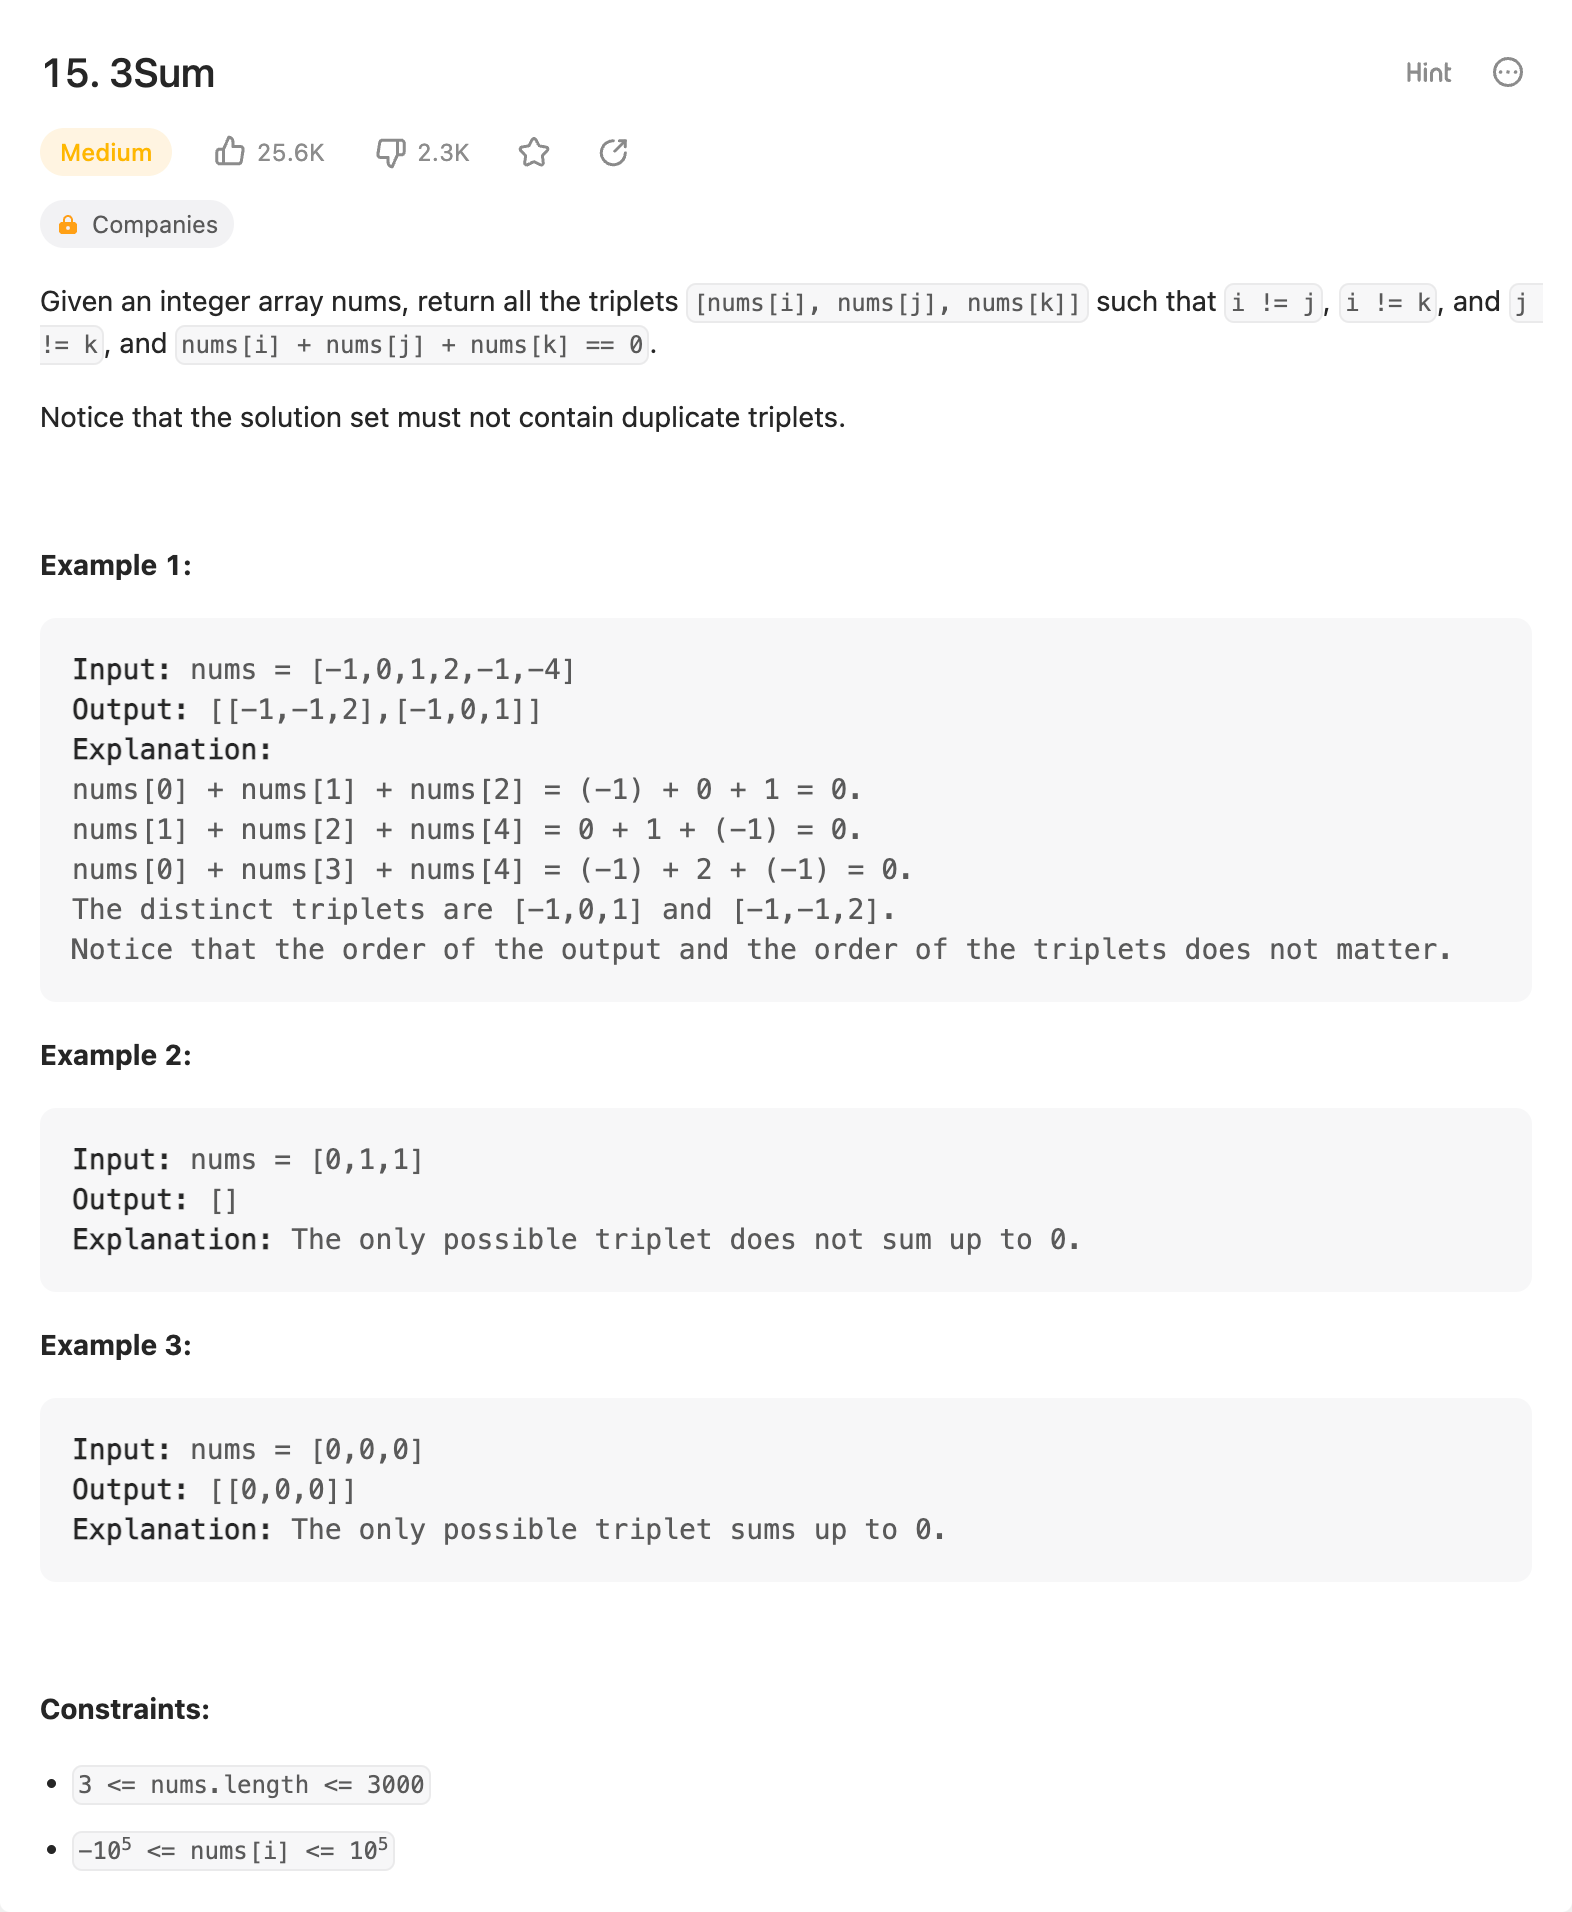 15. 3Sum
Hint
Medium 25.6K 2.3K
Companies
Given an integer array nums, return all the triplets [nums[i], nums[j], nums[k]] such that i != j, i != k, and j
!= k, and nums[i] + nums[j] + nums[k] == 0.
Notice that the solution set must not contain duplicate triplets.
Example 1:
Input: nums = [-1,0,1,2,-1,-4]
Output: [[-1,-1,2],[-1,0,1]]
Explanation:
nums[0] + nums[1] + nums[2] = (-1) + 0 + 1 = 0.
nums[1] + nums[2] + nums[4] = 0 + 1 + (-1) = 0.
nums[0] + nums[3] + nums[4] = (-1) + 2 + (-1) = 0.
The distinct triplets are [-1,0,1] and [-1,-1,2].
Notice that the order of the output and the order of the triplets does not matter.
Example 2:
Input: nums = [0,1,1]
Output: []
Explanation: The only possible triplet does not sum up to 0.
Example 3:
Input: nums = [0,0,0]
Output: [[0,0,0]]
Explanation: The only possible triplet sums up to 0.
Constraints:
• 3 <= nums.length <= 3000
• -10⁵ <= nums[i] <= 10⁵